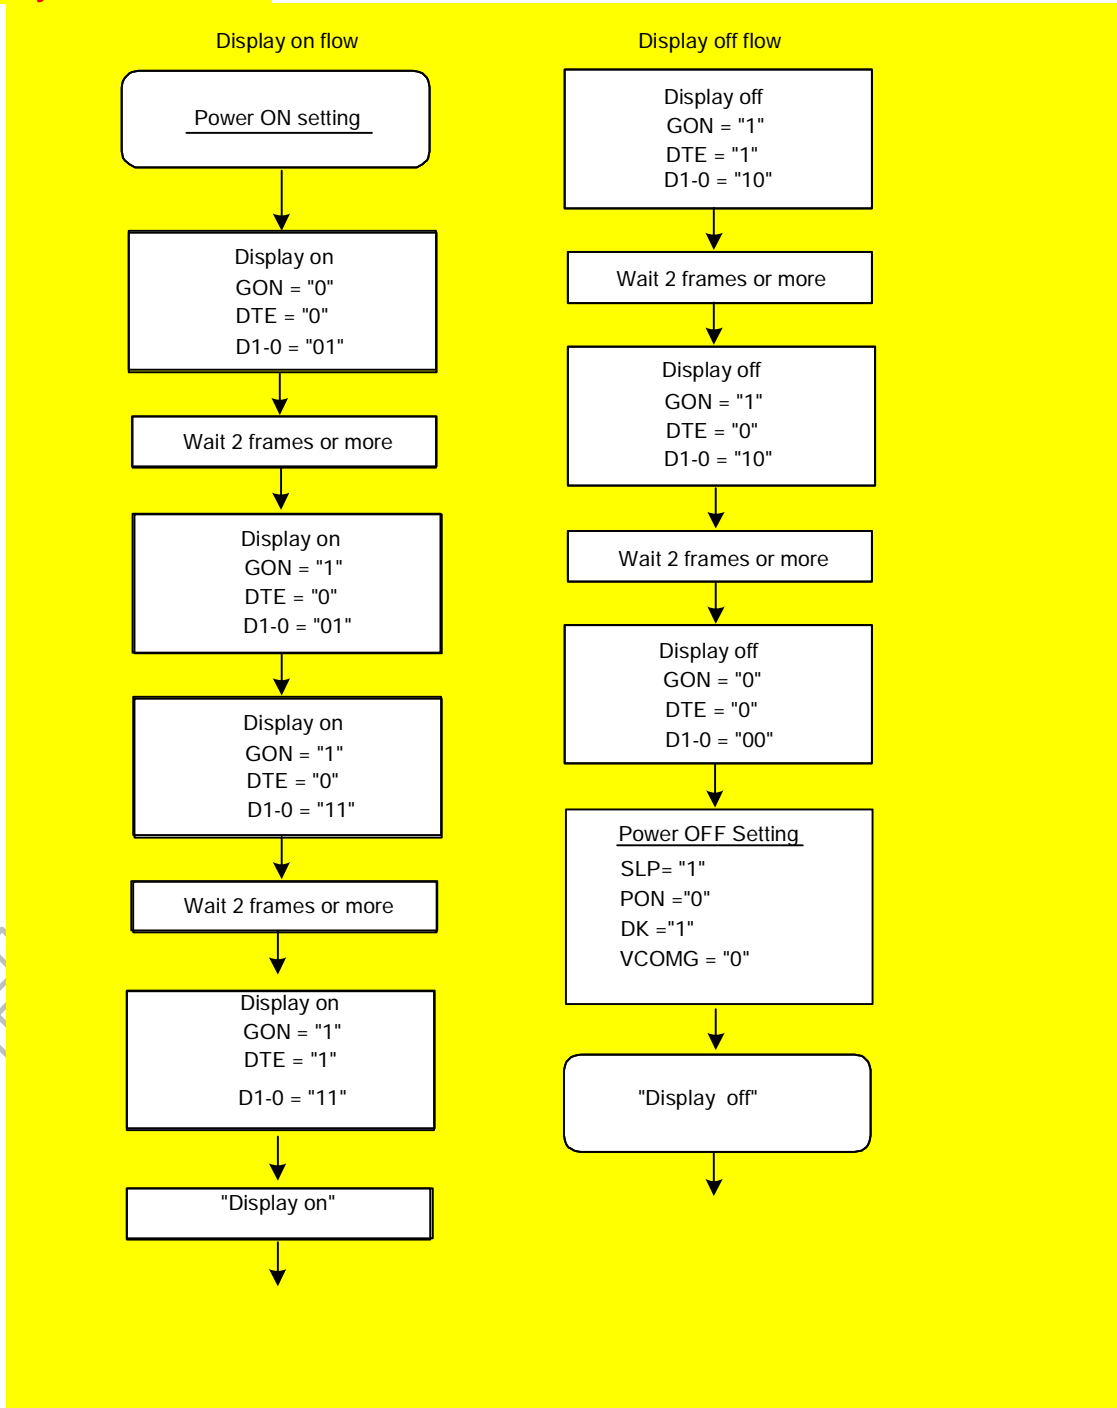 Display on flow
Power ON setting
Display on
GON = "0"
DTE = "0"
D1-0 = "01"
Wait 2 frames or more
Display on
GON = "1"
DTE = "0"
D1-0 = "01"
Display on
GON = "1"
DTE = "0"
D1-0 = "11"
Wait 2 frames or more
Display on
GON = "1"
DTE = "1"
D1-0 = "11"
"Display on"
Display off flow
Display off
GON = "1"
DTE = "1"
D1-0 = "10"
Wait 2 frames or more
Display off
GON = "1"
DTE = "0"
D1-0 = "10"
Wait 2 frames or more
Display off
GON = "0"
DTE = "0"
D1-0 = "00"
Power OFF Setting
SLP= "1"
PON ="0"
DK ="1"
VCOMG = "0"
"Display off"